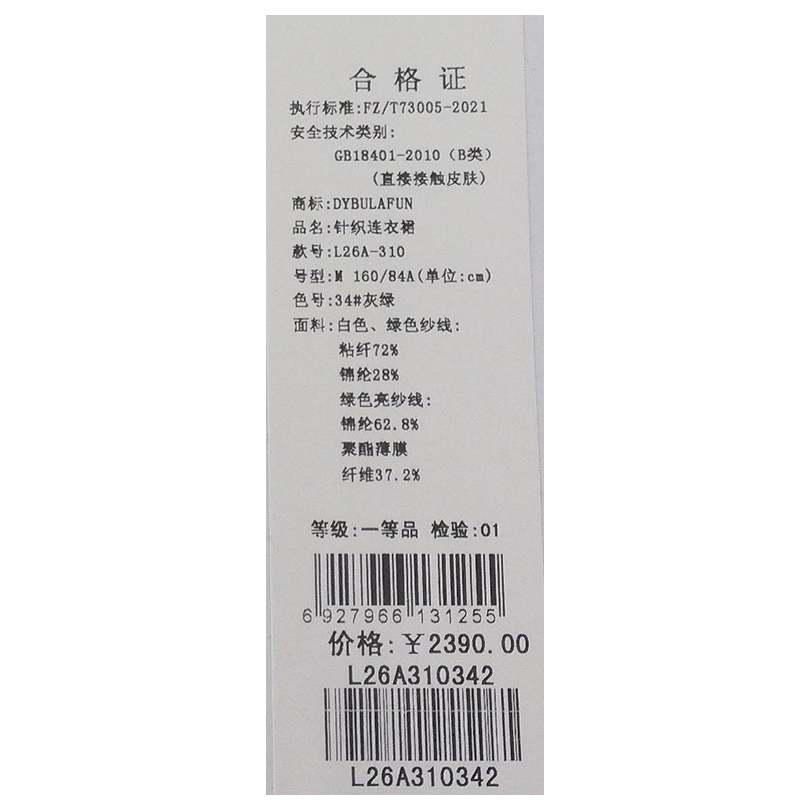 合格证
执行标准:FZ/T73005-2021
安全技术类别:
GB18401-2010（B类）
(直接接触皮肤)
商标:DYBULAFUN
品名:针织连衣裙
款号:L26A-310
号型:M 160/84A(单位:cm)
色号:34#灰绿
面料:白色、绿色纱线:
粘纤72%
锦纶28%
绿色亮纱线:
锦纶62.8%
聚酯薄膜
纤维37.2%
等级:一等品 检验:01
6 927966 131255
价格:￥2390.00
L26A310342
L26A310342